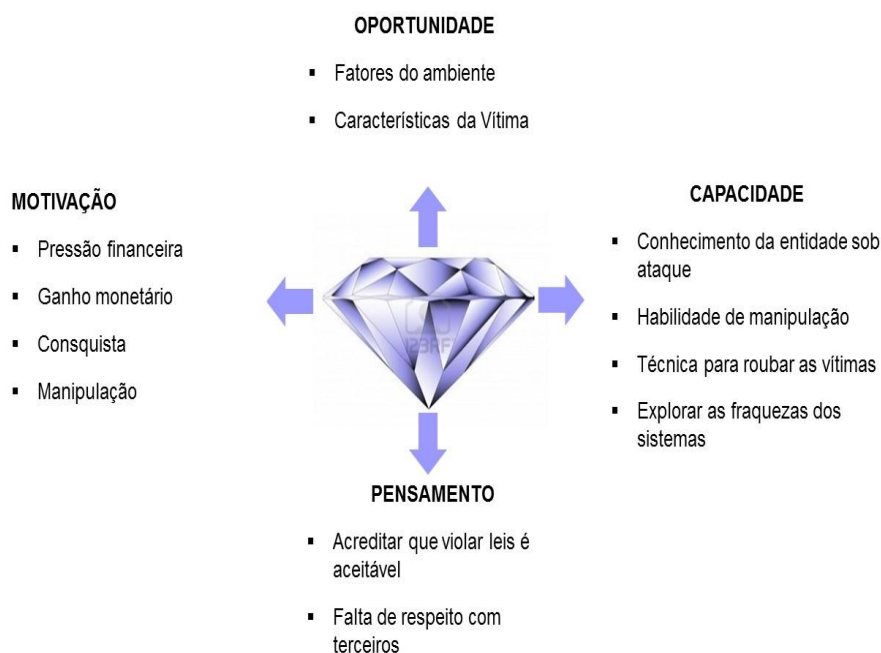 OPORTUNIDADE
▪ Fatores do ambiente
▪ Características da Vítima
MOTIVAÇÃO
▪ Pressão financeira
▪ Ganho monetário
▪ Consquista
▪ Manipulação
CAPACIDADE
▪ Conhecimento da entidade sob
ataque
▪ Habilidade de manipulação
▪ Técnica para roubar as vítimas
▪ Explorar as fraquezas dos
sistemas
123RF
PENSAMENTO
▪ Acreditar que violar leis é
aceitável
▪ Falta de respeito com
terceiros